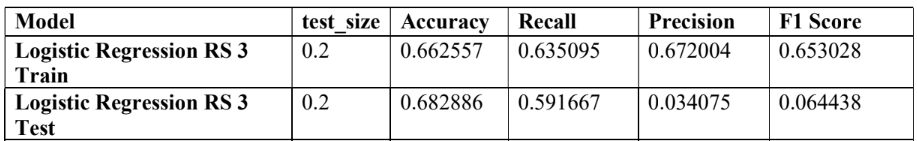 Model test_size Accuracy Recall Precision F1 Score
Logistic Regression RS 3 0.2 0.662557 0.635095 0.672004 0.653028
Train
Logistic Regression RS 3 0.2 0.682886 0.591667 0.034075 0.064438
Test